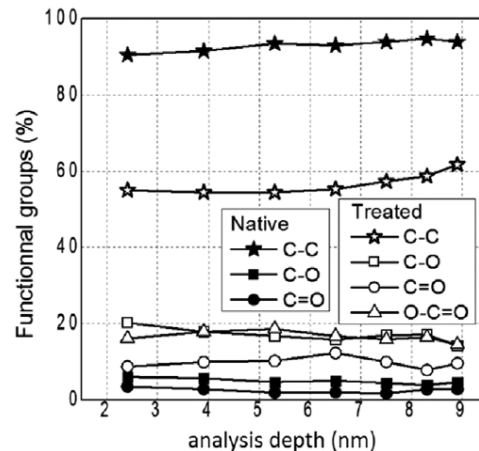 100
80
60
40
20
0
Functionnal groups (%)
Native
C-C
C-O
C=O
Treated
C-C
C-O
C=O
O-C=O
2 3 4 5 6 7 8 9
analysis depth (nm)